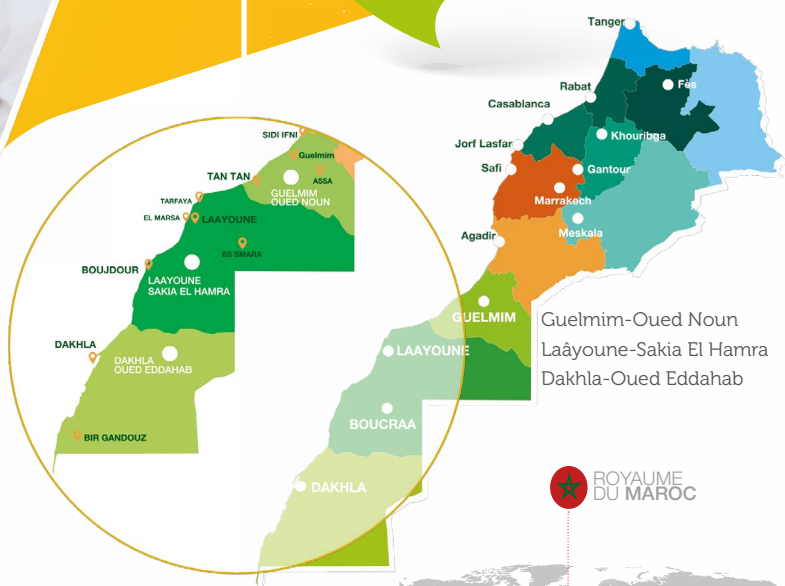 Tanger
Fès
Rabat
Casablanca
Khouribga
Jorf Lasfar
Safi
Gantour
Marrakech
Meskala
Agadir
SIDI IFNI
Guelmim
TAN TAN
ASSA
GUELMIM
OUED NOUN
TARFAYA
EL MARSA
LAAYOUNE
ES SMARA
BOUJDOUR
LAAYOUNE
SAKIA EL HAMRA
DAKHLA
DAKHLA
OUED EDDAHAB
BIR GANDOUZ
GUELMIM
LAAYOUNE
BOUCRAA
DAKHLA
Guelmim-Oued Noun
Laâyoune-Sakia El Hamra
Dakhla-Oued Eddahab
ROYAUME
DU MAROC